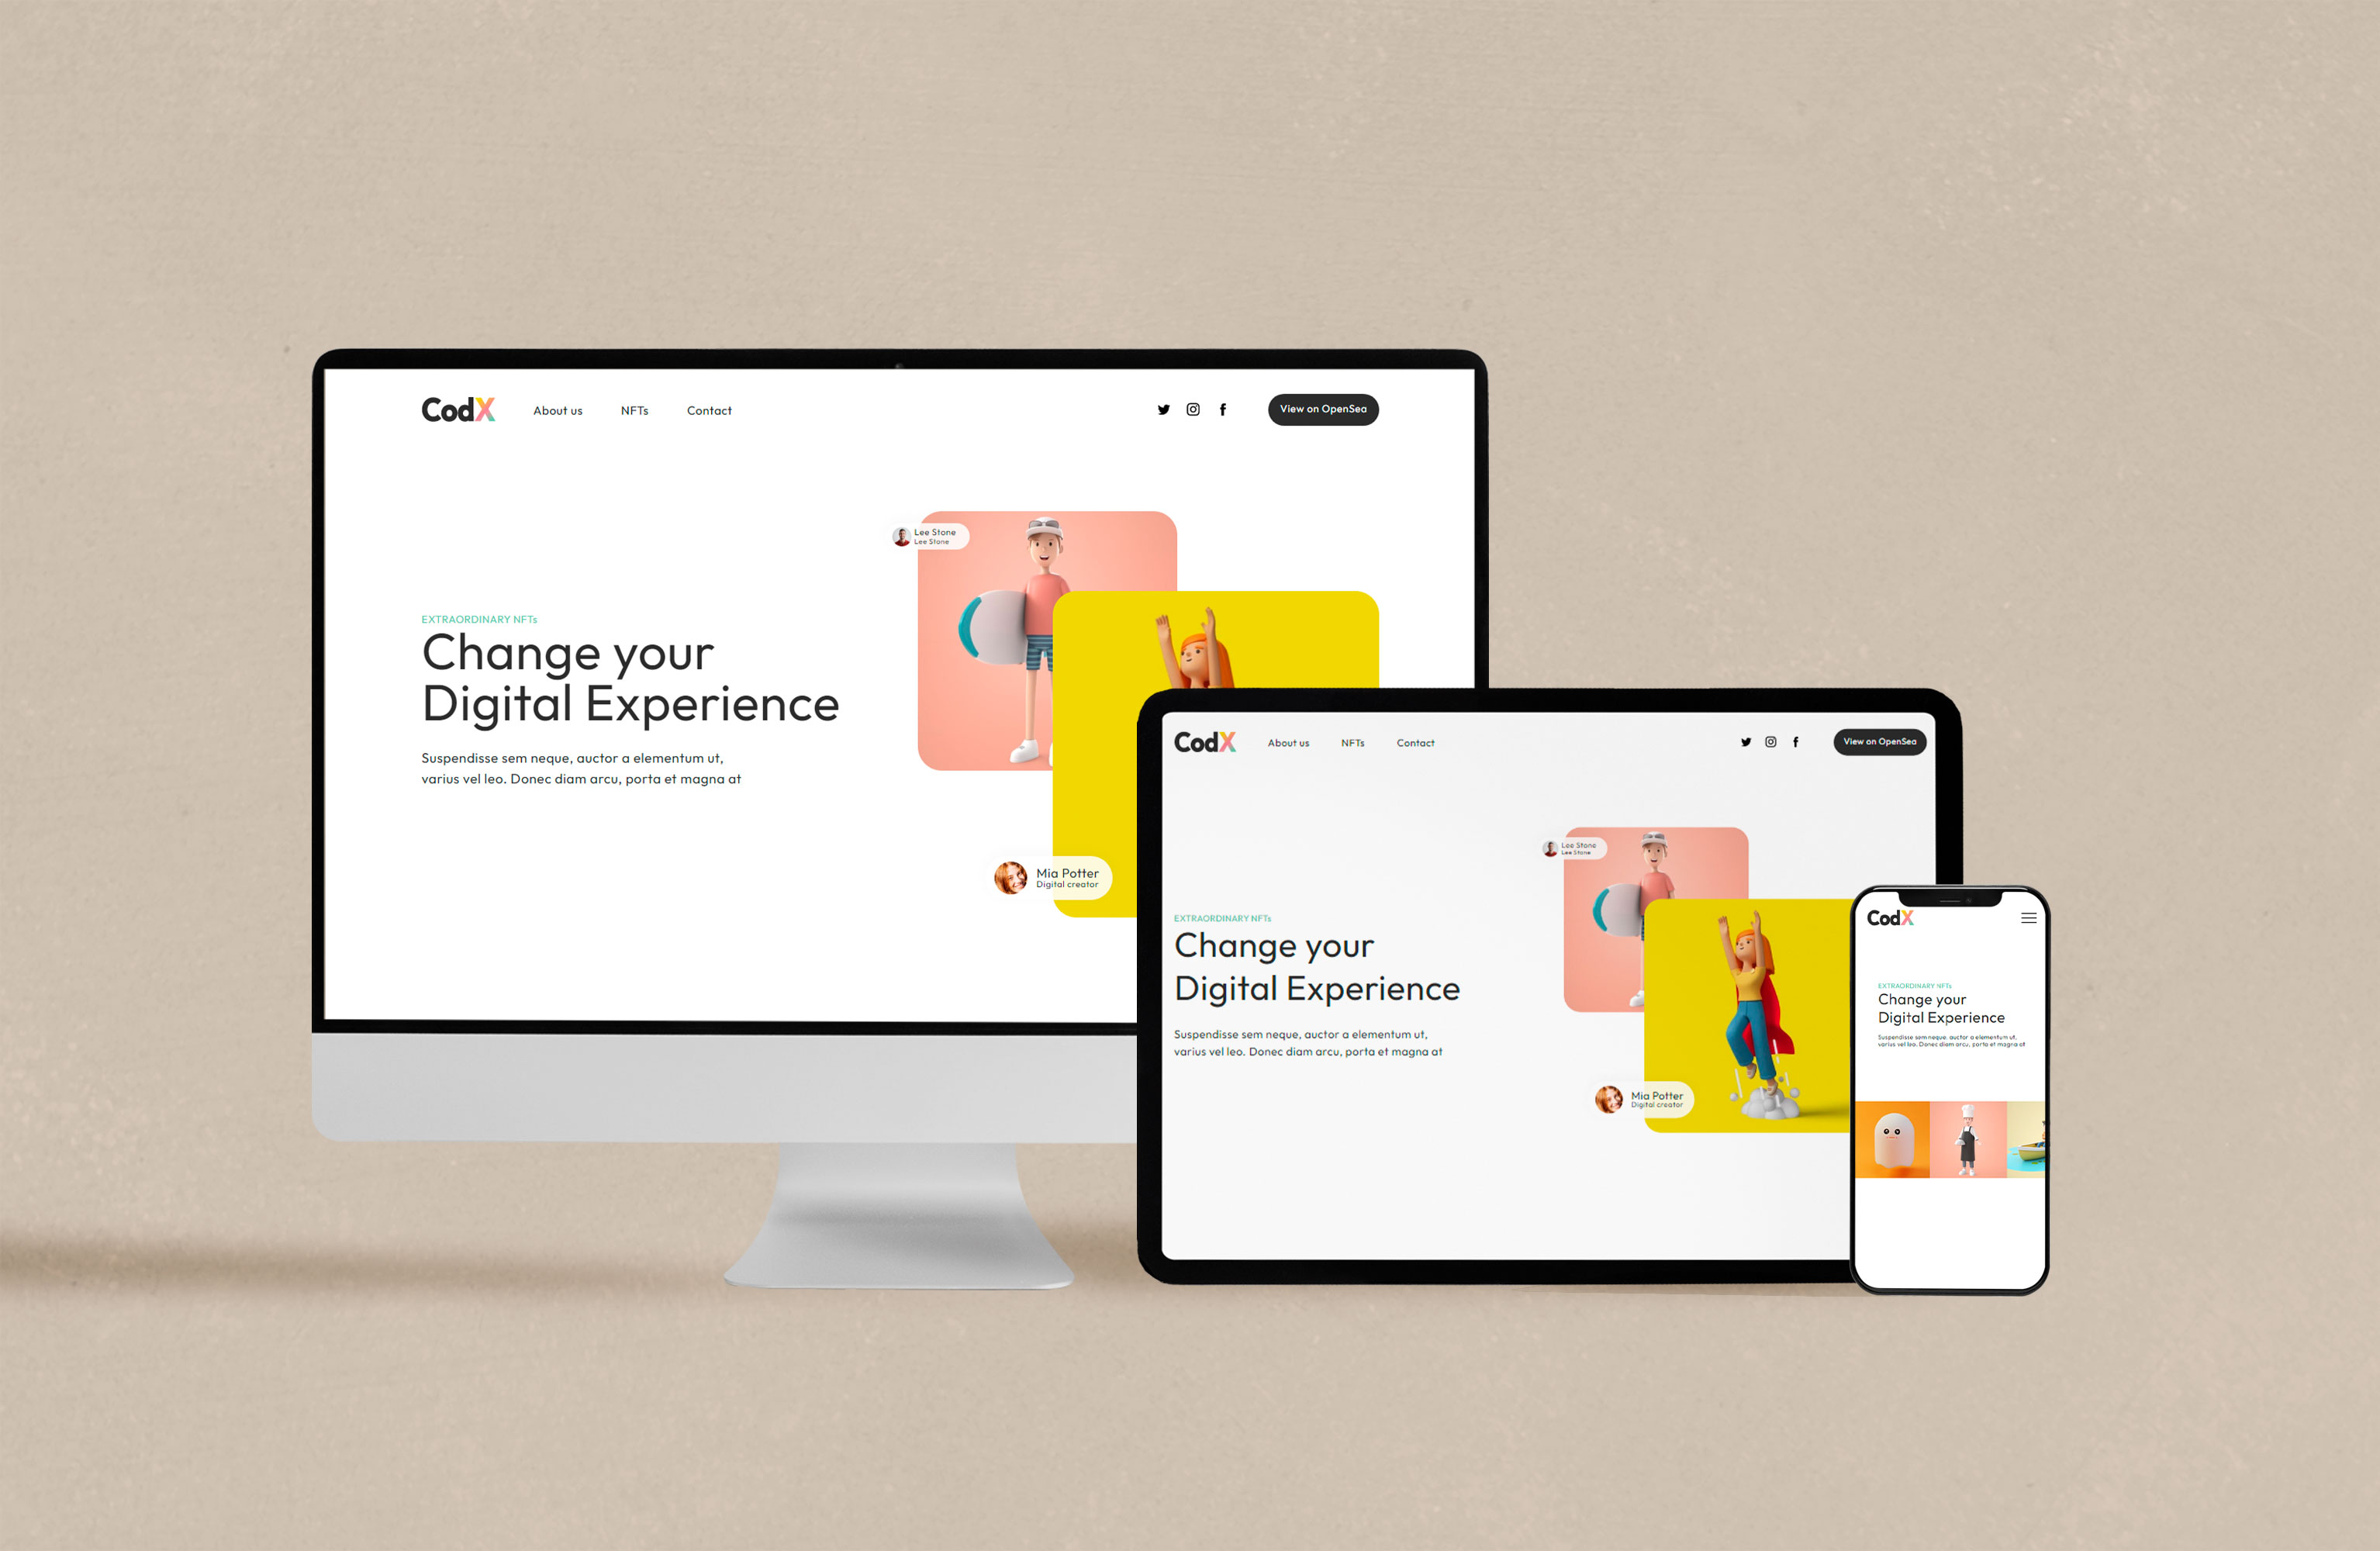 CodX
About us
NFTs
Contact
View on OpenSea
Lee Stone
Lee Stone
EXTRAORDINARY NFTs
Change your
Digital Experience
Suspendisse sem neque, auctor a elementum ut,
varius vel leo. Donec diam arcu, porta et magna at
Mia Potter
Digital creator
CodX
About us
NFTs
Contact
View on OpenSea
Lee Stone
Lee Stone
EXTRAORDINARY NFTs
Change your
Digital Experience
Suspendisse sem neque, auctor a elementum ut,
varius vel leo. Donec diam arcu, porta et magna at
Mia Potter
Digital creator
CodX
EXTRAORDINARY NFTs
Change your
Digital Experience
Suspendisse sem neque, auctor a elementum ut,
varius vel leo. Donec diam arcu, porta et magna at